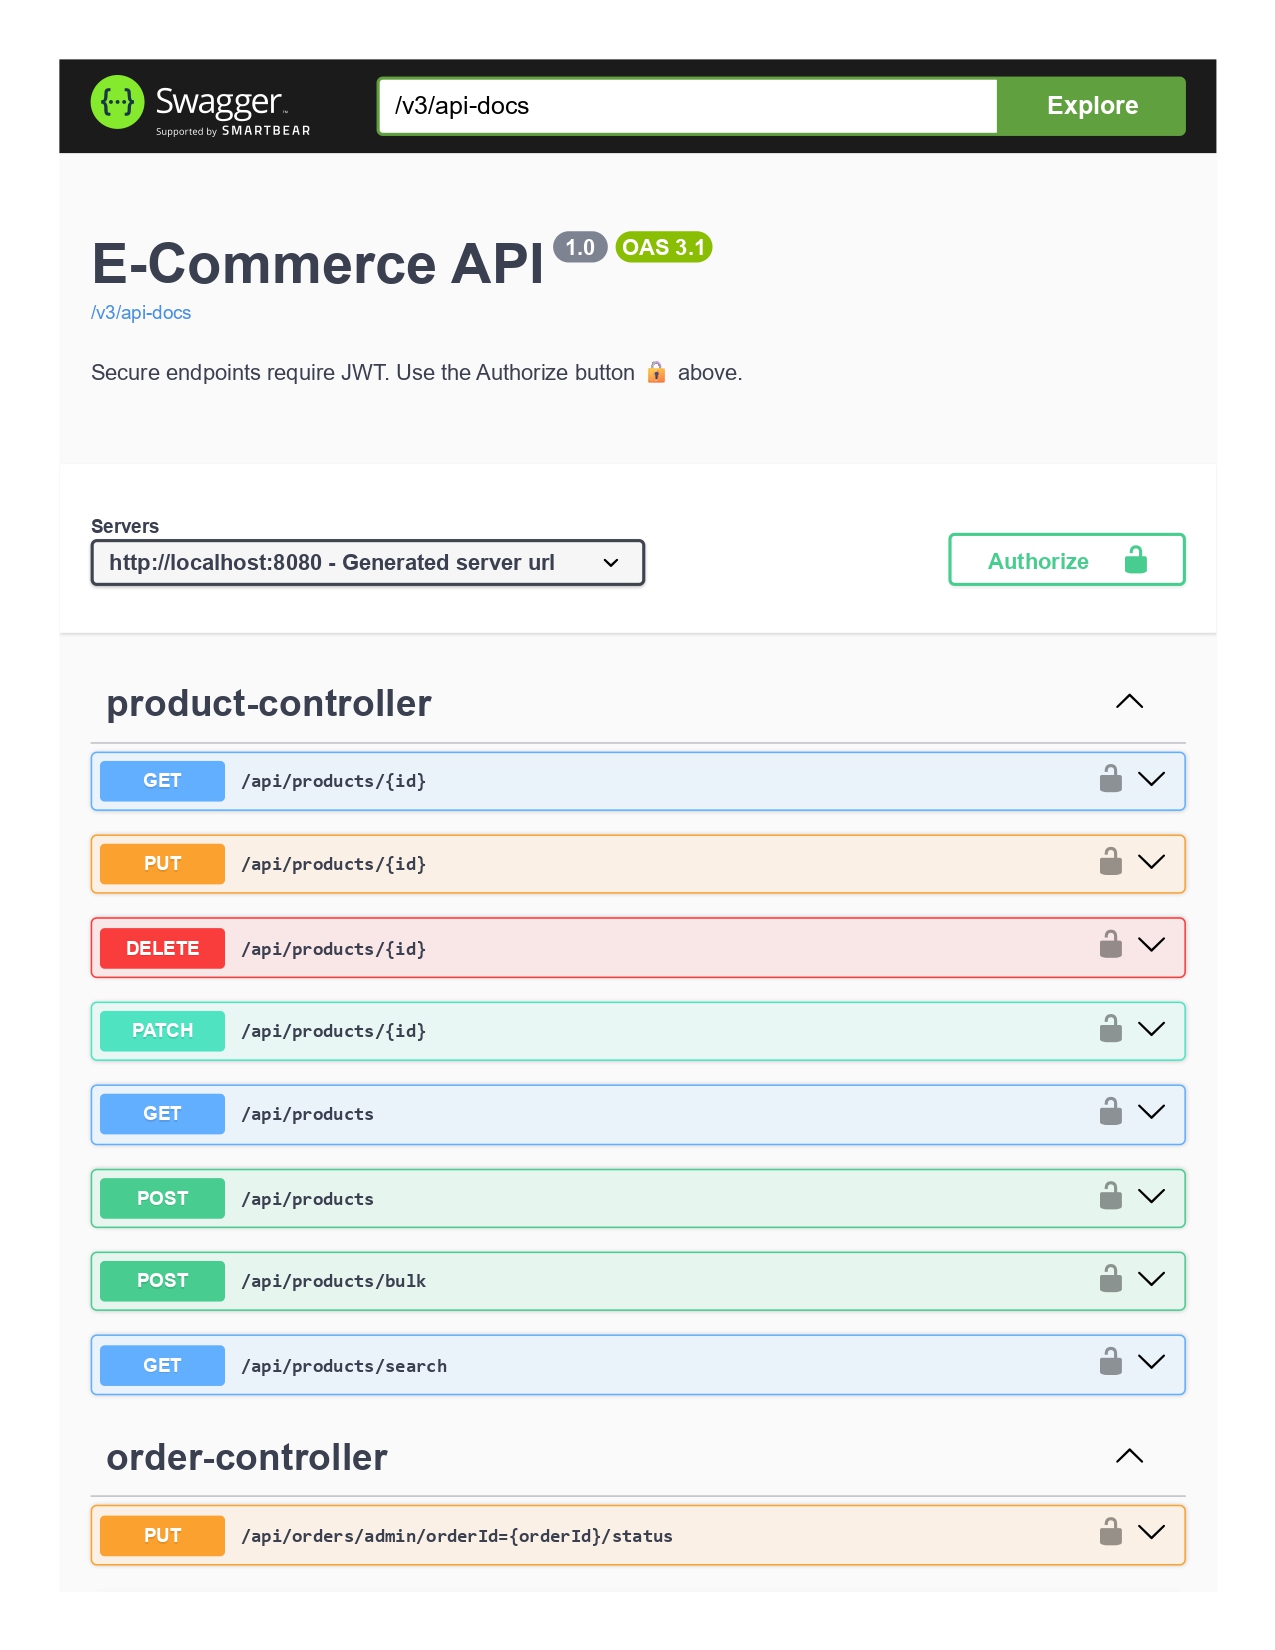 Swagger™
Supported by SMARTBEAR
/v3/api-docs
Explore
E-Commerce API 1.0 OAS 3.1
/v3/api-docs
Secure endpoints require JWT. Use the Authorize button 🔒 above.
Servers
http://localhost:8080 - Generated server url
Authorize
product-controller
GET /api/products/{id}
PUT /api/products/{id}
DELETE /api/products/{id}
PATCH /api/products/{id}
GET /api/products
POST /api/products
POST /api/products/bulk
GET /api/products/search
order-controller
PUT /api/orders/admin/orderId={orderId}/status